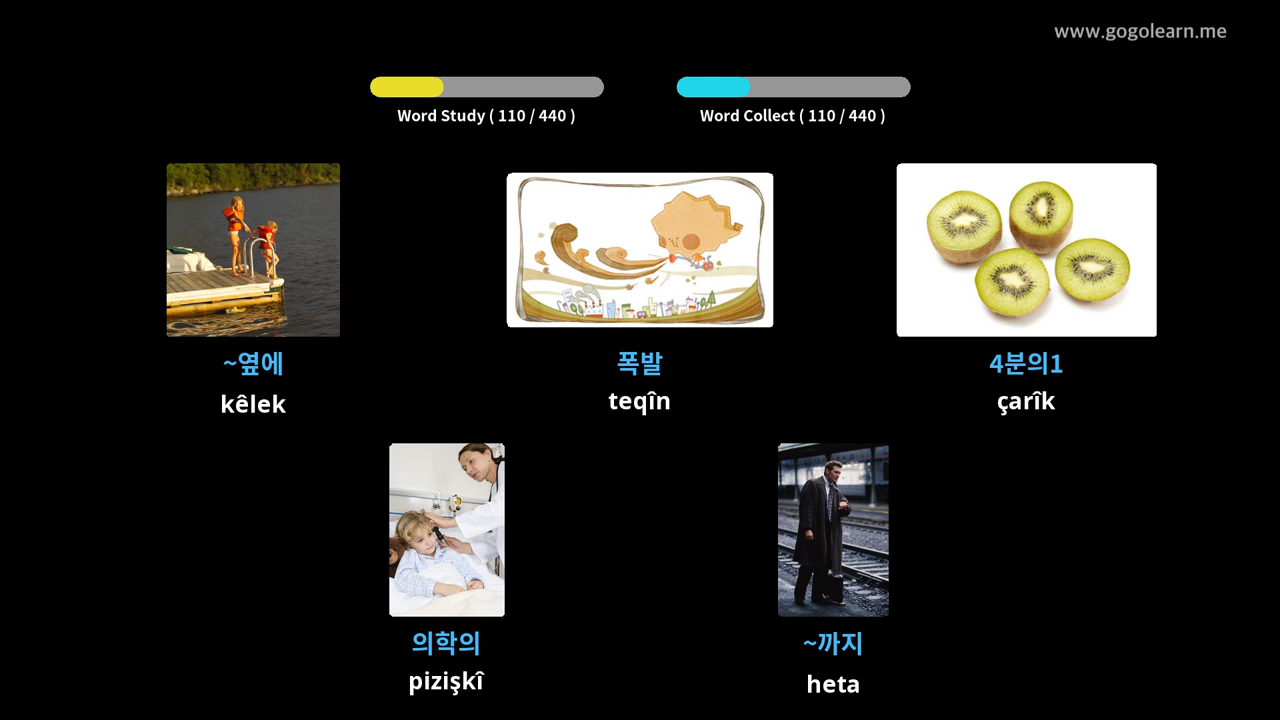 www.gogolearn.me
Word Study ( 110 / 440 )
Word Collect ( 110 / 440 )
~옆에
kêlek
폭발
teqîn
4분의1
çarîk
의학의
pizişkî
~까지
heta